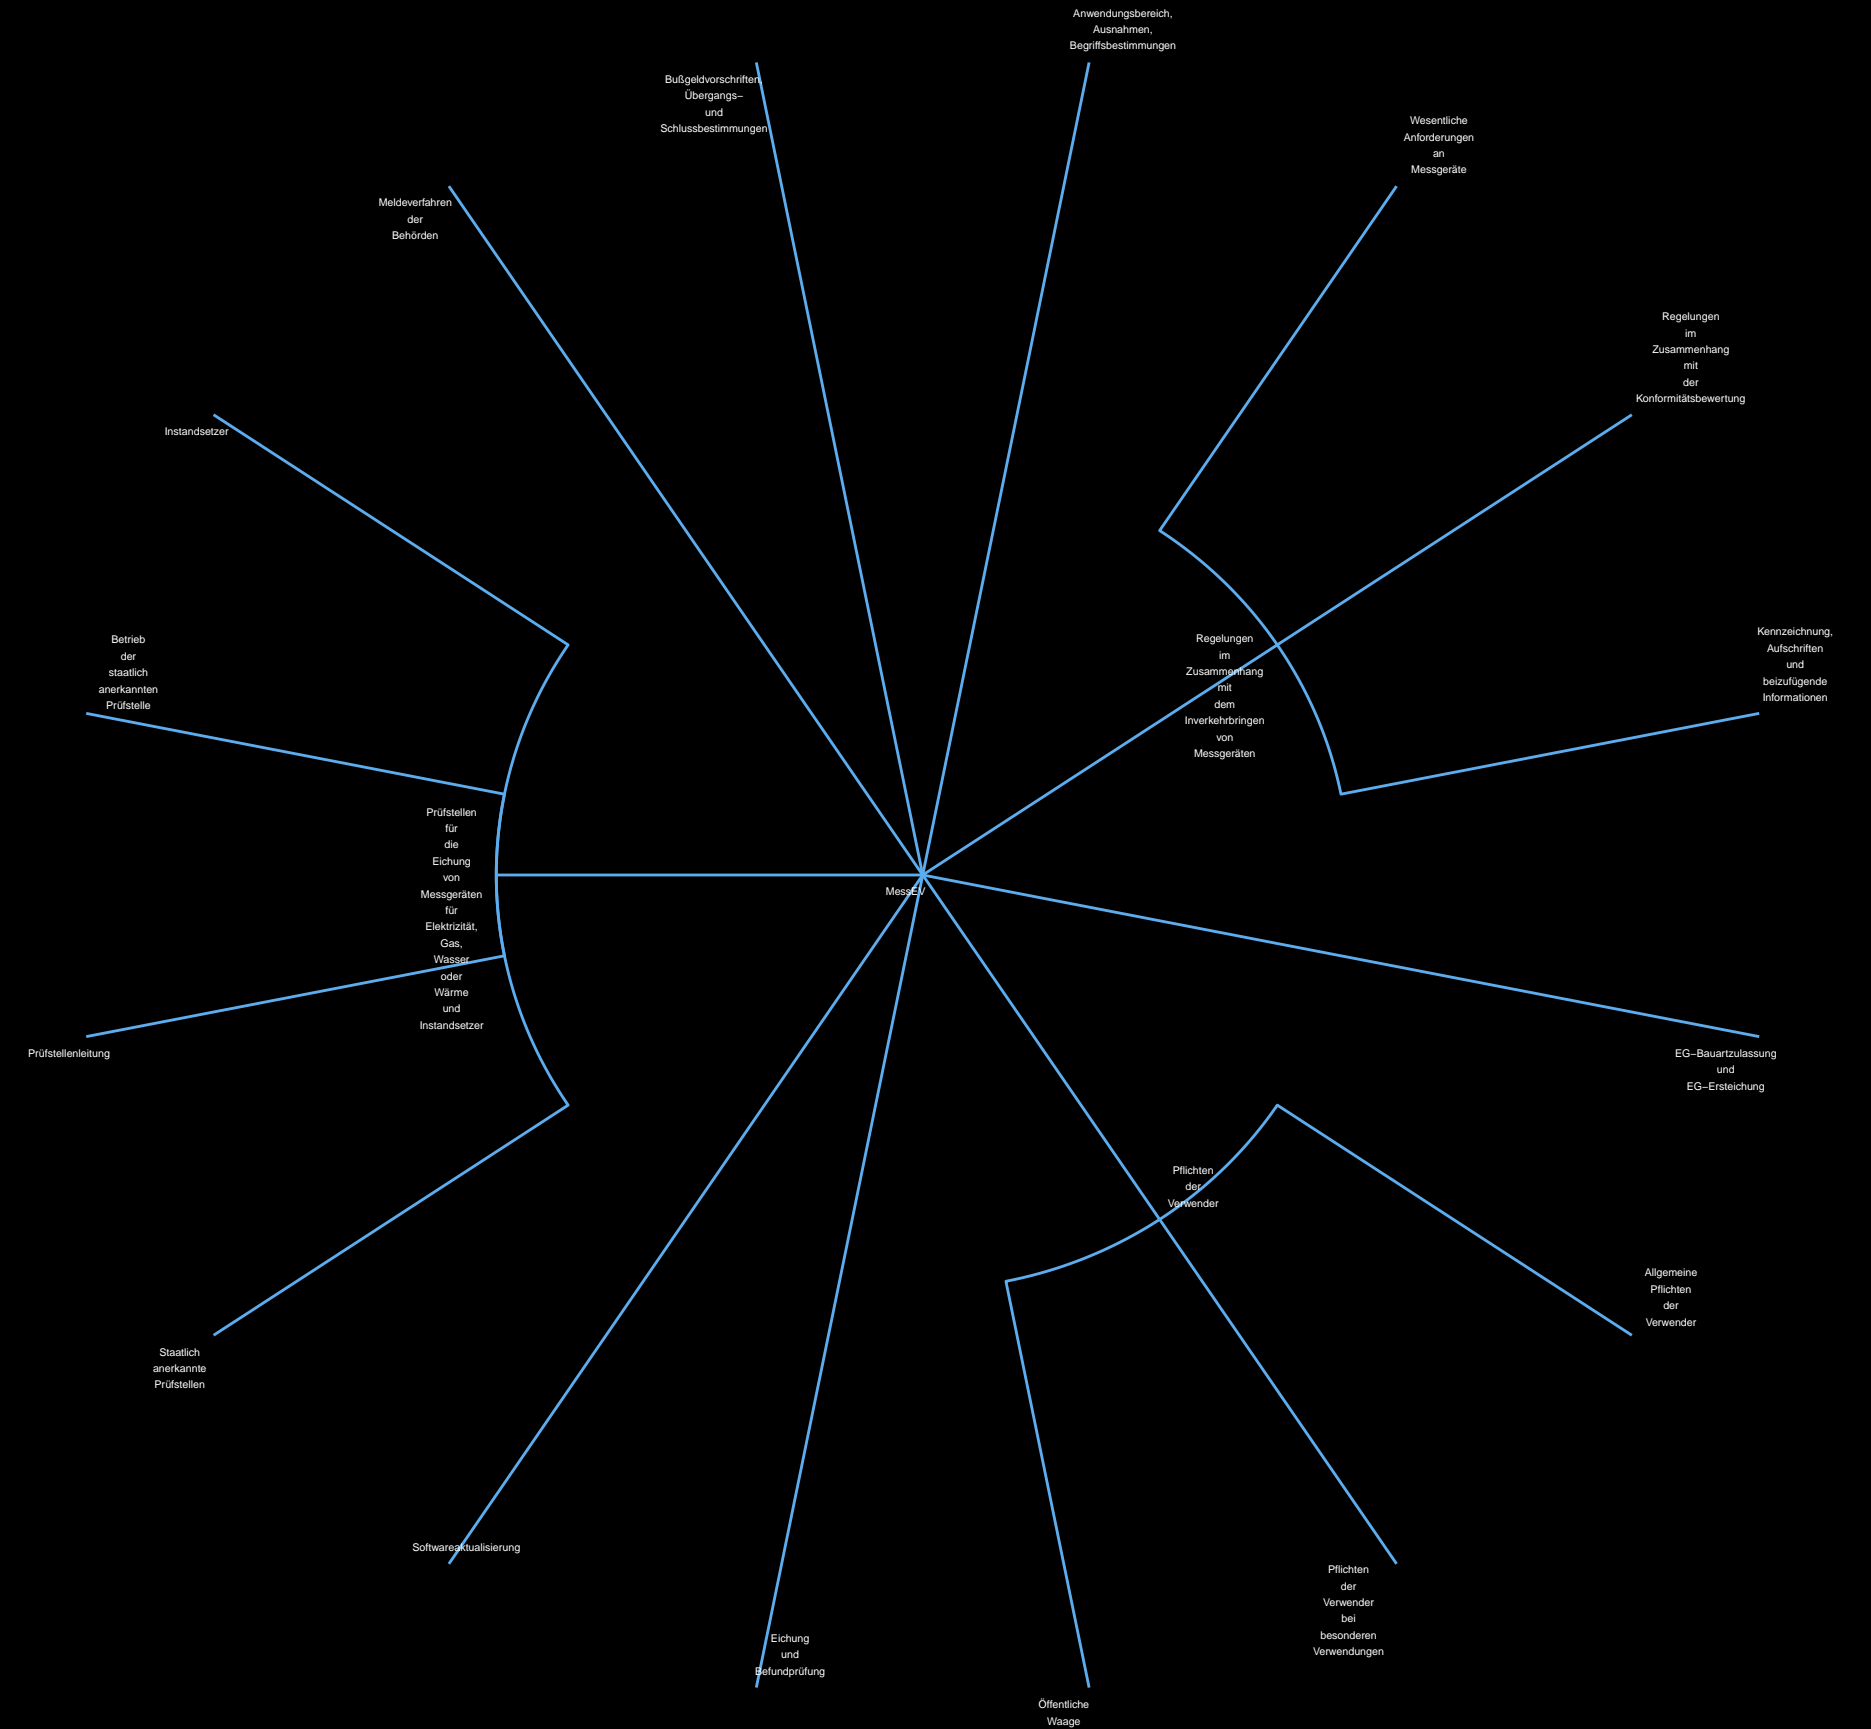 Anwendungsbereich,
Ausnahmen,
Begriffsbestimmungen
Bußgeldvorschriften,
Übergangs–
und
Schlussbestimmungen
Wesentliche
Anforderungen
an
Messgeräte
Meldeverfahren
der
Behörden
Regelungen
im
Zusammenhang
mit
der
Konformitätsbewertung
Instandsetzer
Betrieb
der
staatlich
anerkannten
Prüfstelle
Regelungen
im
Zusammenhang
mit
dem
Inverkehrbringen
von
Messgeräten
Kennzeichnung,
Aufschriften
und
beizufügende
Informationen
Prüfstellen
für
die
Eichung
von
Messgeräten
für
Elektrizität,
Gas,
Wasser
oder
Wärme
und
Instandsetzer
MessEV
Prüfstellenleitung
EG–Bauartzulassung
und
EG–Ersteichung
Pflichten
der
Verwender
Allgemeine
Pflichten
der
Verwender
Staatlich
anerkannte
Prüfstellen
Softwareaktualisierung
Pflichten
der
Verwender
bei
besonderen
Verwendungen
Eichung
und
Befundprüfung
Öffentliche
Waage